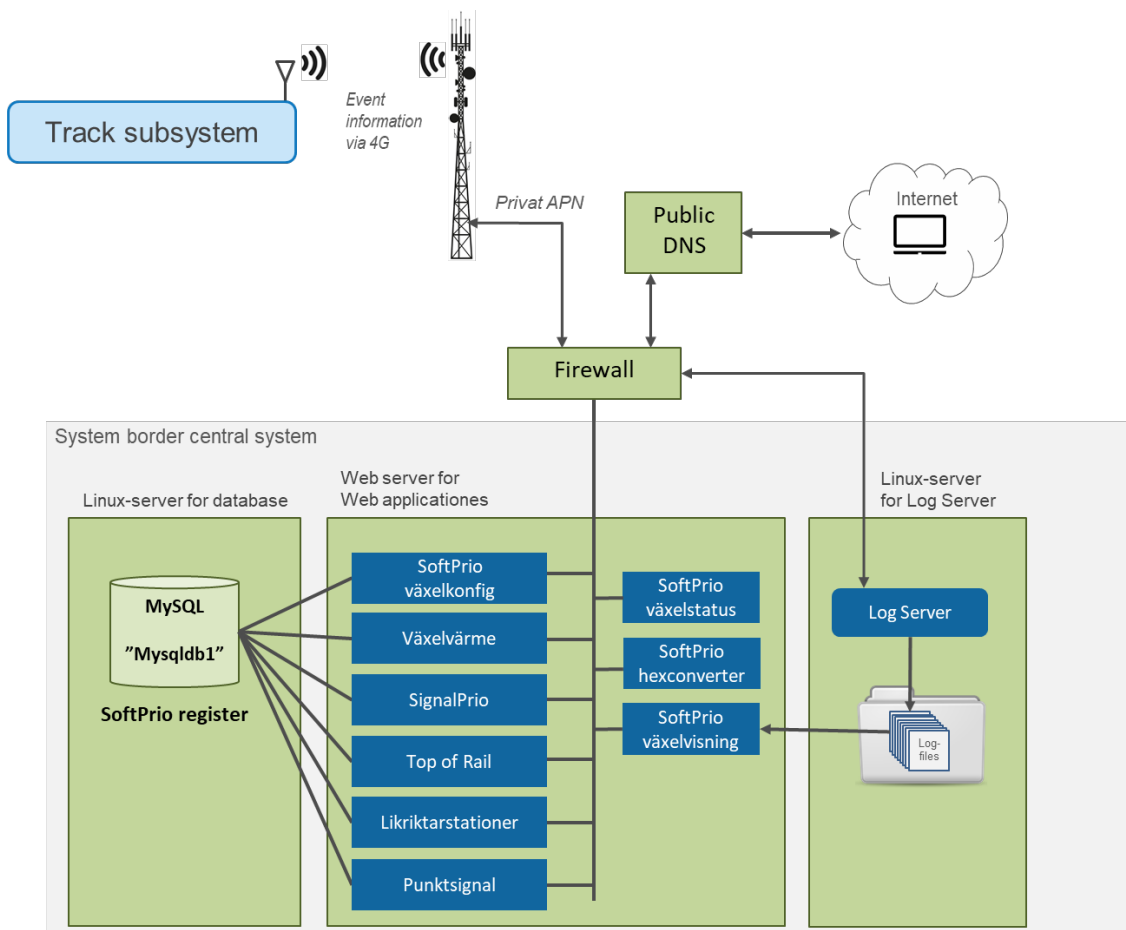 Track subsystem
Event
information
via 4G
Privat APN
Public
DNS
Internet
Firewall
System border central system
Linux-server for database
Web server for
Web applicationes
Linux-server
for Log Server
MySQL
”Mysqldb1”
SoftPrio register
SoftPrio
växelkonfig
Växelvärme
SignalPrio
Top of Rail
Likriktarstationer
Punktsignal
SoftPrio
växelstatus
SoftPrio
hexconverter
SoftPrio
växelvisning
Log Server
Log-
files